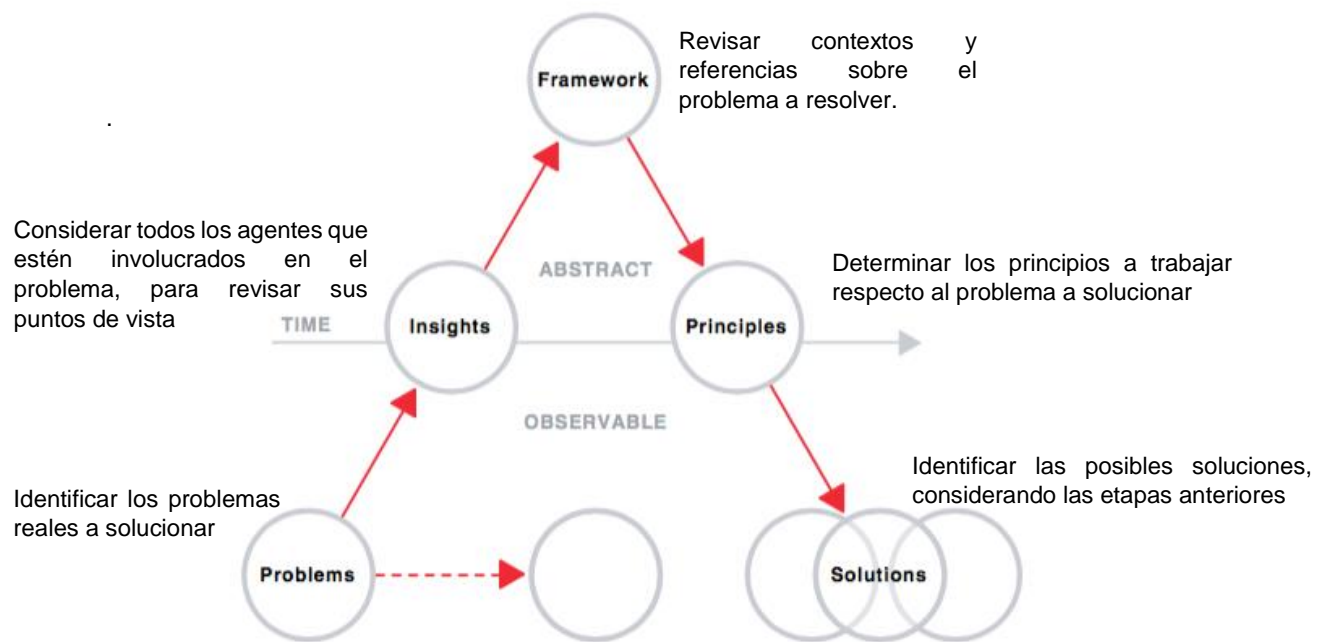 Framework
Revisar contextos y
referencias sobre el
problema a resolver.
.
Considerar todos los agentes que
estén involucrados en el
problema, para revisar sus
puntos de vista
ABSTRACT
Determinar los principios a trabajar
respecto al problema a solucionar
TIME
Insights
Principles
OBSERVABLE
Identificar las posibles soluciones,
considerando las etapas anteriores
Identificar los problemas
reales a solucionar
Problems
Solutions